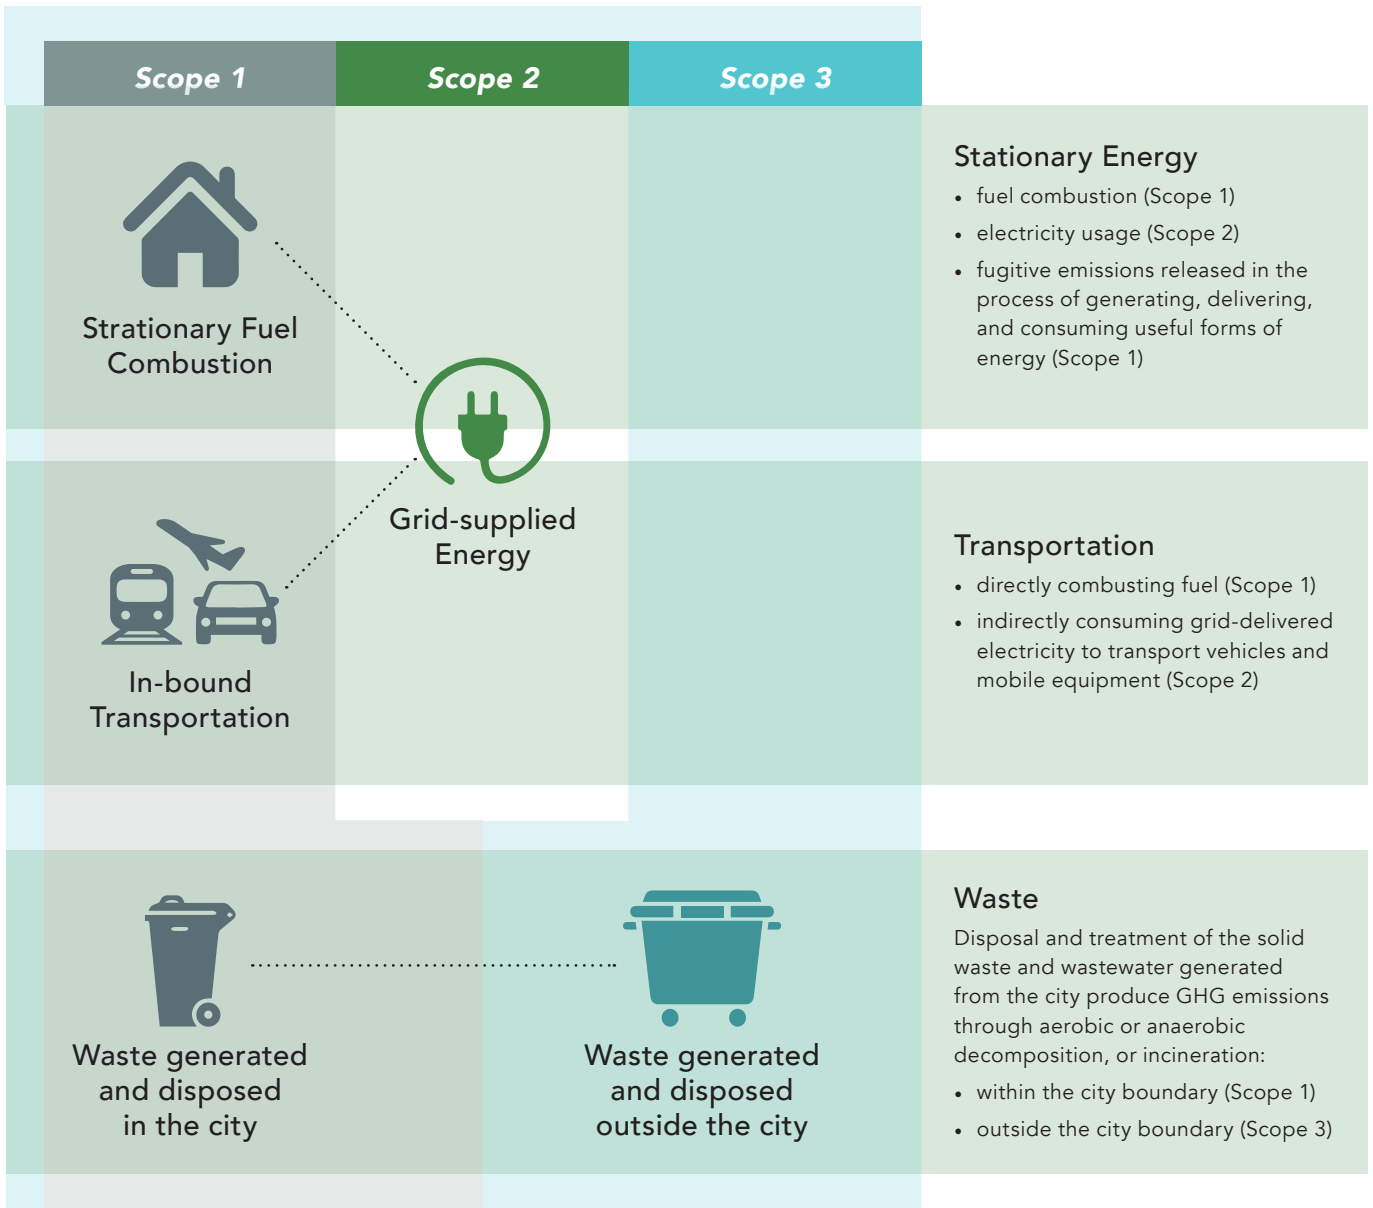 Scope 1
Scope 2
Scope 3
Strationary Fuel
Combustion
Grid-supplied
Energy
Stationary Energy
• fuel combustion (Scope 1)
• electricity usage (Scope 2)
• fugitive emissions released in the
process of generating, delivering,
and consuming useful forms of
energy (Scope 1)
In-bound
Transportation
Transportation
• directly combusting fuel (Scope 1)
• indirectly consuming grid-delivered
electricity to transport vehicles and
mobile equipment (Scope 2)
Waste generated
and disposed
in the city
Waste generated
and disposed
outside the city
Waste
Disposal and treatment of the solid
waste and wastewater generated
from the city produce GHG emissions
through aerobic or anaerobic
decomposition, or incineration:
• within the city boundary (Scope 1)
• outside the city boundary (Scope 3)